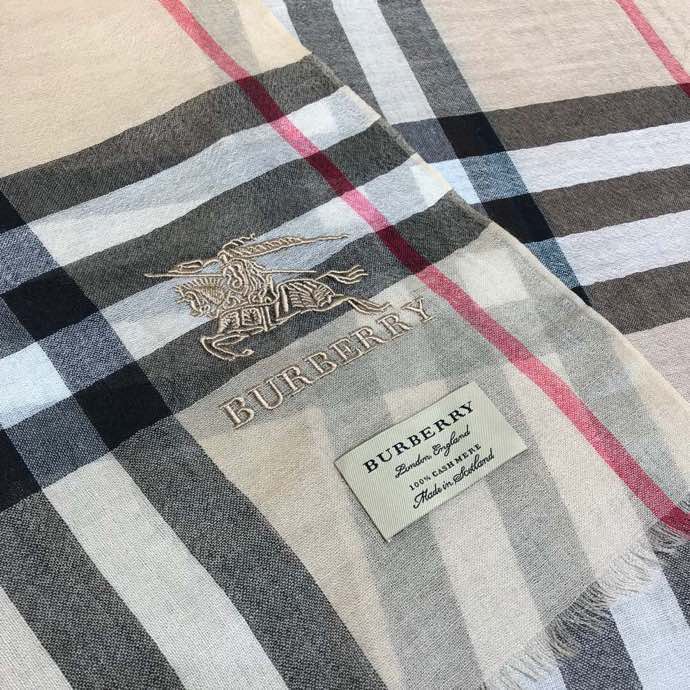 BURBERRY
BURBERRY
London, England
100% CASHMERE
Made in Scotland